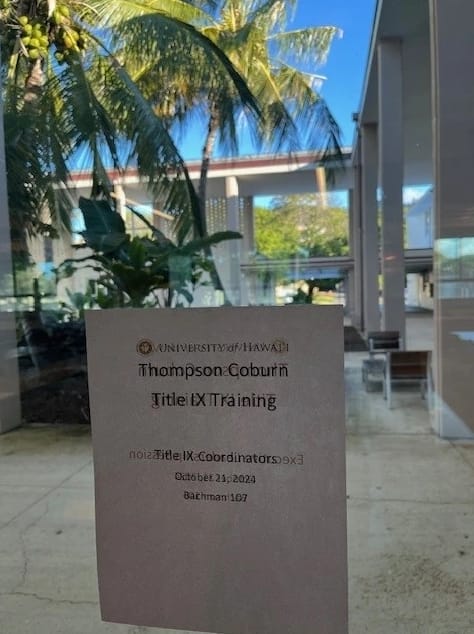 UNIVERSITY of HAWAI'I
Thompson Coburn
Title IX Training
Title IX Coordinators
October 21, 2024
Bachman 107